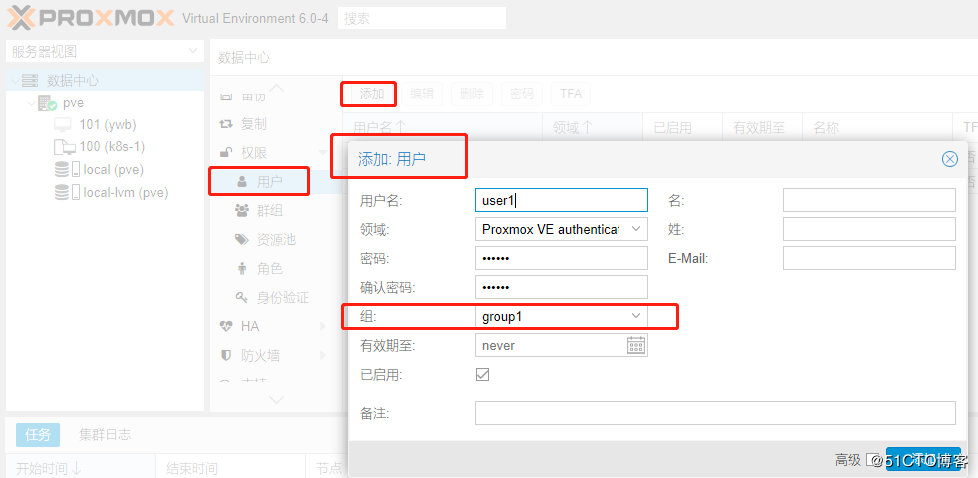 PROXMOX Virtual Environment 6.0-4 搜索
服务器视图
数据中心
pve
101 (ywb)
100 (k8s-1)
local (pve)
local-lvm (pve)
数据中心
备份
复制
权限
用户
群组
资源池
角色
身份验证
HA
防火墙
添加 编辑 删除 密码 TFA
用户名↑ 领域↑ 已启用 有效期至 名称 TF
否
否
添加: 用户
用户名: user1 名:
领域: Proxmox VE authenticat 姓:
密码: •••••• E-Mail:
确认密码: ••••••
组: group1
有效期至: never
已启用:
备注:
高级 添加
任务 集群日志
开始时间↓ 结束时间 节点
@51CTO博客